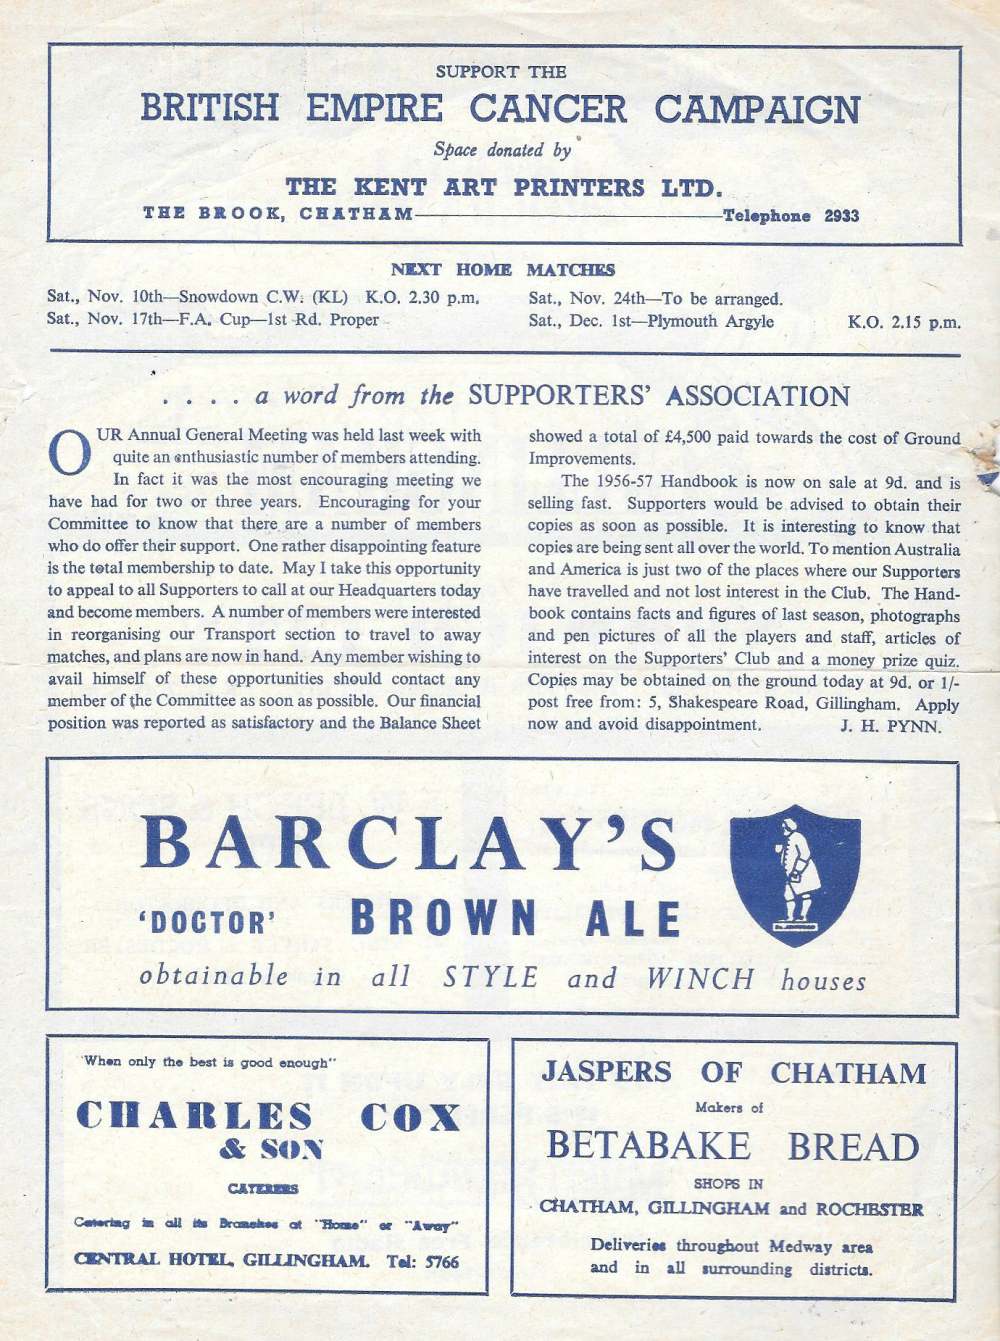 SUPPORT THE
BRITISH EMPIRE CANCER CAMPAIGN
Space donated by
THE KENT ART PRINTERS LTD.
THE BROOK, CHATHAM————Telephone 2933
NEXT HOME MATCHES
Sat., Nov. 10th—Snowdown C.W. (KL) K.O. 2.30 p.m.
Sat., Nov. 17th—F.A. Cup—1st Rd. Proper
Sat., Nov. 24th—To be arranged.
Sat., Dec. 1st—Plymouth Argyle K.O. 2.15 p.m.
. . . . a word from the SUPPORTERS' ASSOCIATION
OUR Annual General Meeting was held last week with
quite an enthusiastic number of members attending.
In fact it was the most encouraging meeting we
have had for two or three years. Encouraging for your
Committee to know that there are a number of members
who do offer their support. One rather disappointing feature
is the total membership to date. May I take this opportunity
to appeal to all Supporters to call at our Headquarters today
and become members. A number of members were interested
in reorganising our Transport section to travel to away
matches, and plans are now in hand. Any member wishing to
avail himself of these opportunities should contact any
member of the Committee as soon as possible. Our financial
position was reported as satisfactory and the Balance Sheet
showed a total of £4,500 paid towards the cost of Ground
Improvements.
The 1956-57 Handbook is now on sale at 9d. and is
selling fast. Supporters would be advised to obtain their
copies as soon as possible. It is interesting to know that
copies are being sent all over the world. To mention Australia
and America is just two of the places where our Supporters
have travelled and not lost interest in the Club. The Hand-
book contains facts and figures of last season, photographs
and pen pictures of all the players and staff, articles of
interest on the Supporters' Club and a money prize quiz.
Copies may be obtained on the ground today at 9d. or 1/-
post free from: 5, Shakespeare Road, Gillingham. Apply
now and avoid disappointment. J. H. PYNN.
BARCLAY'S
'DOCTOR' BROWN ALE
obtainable in all STYLE and WINCH houses
"When only the best is good enough"
CHARLES COX
& SON
CATERERS
Catering in all its Branches at "Home" or "Away"
CENTRAL HOTEL, GILLINGHAM. Tel: 5766
JASPERS OF CHATHAM
Makers of
BETABAKE BREAD
SHOPS IN
CHATHAM, GILLINGHAM and ROCHESTER
Deliveries throughout Medway area
and in all surrounding districts.